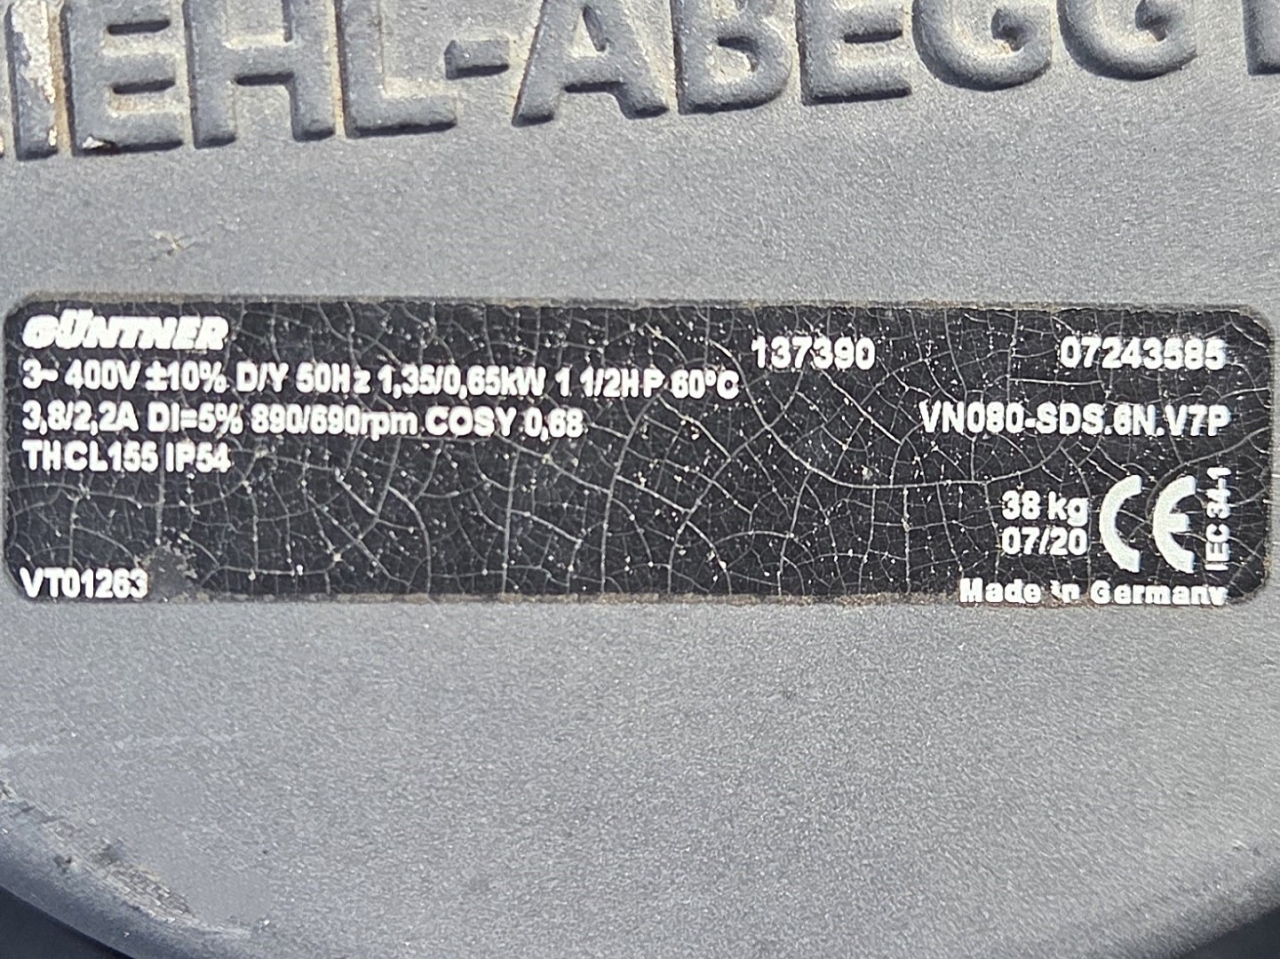 ZIEHL-ABEGG
GÜNTNER
137390 07243585
3~ 400V ±10% D/Y 50Hz 1,35/0,65kW 1 1/2HP 60°C
3,8/2,2A DI=5% 890/690rpm COSY 0,68
VN080-SDS.6N.V7P
THCL155 IP54
38 kg
07/20
CE
IEC 34-1
VT01263
Made in Germany